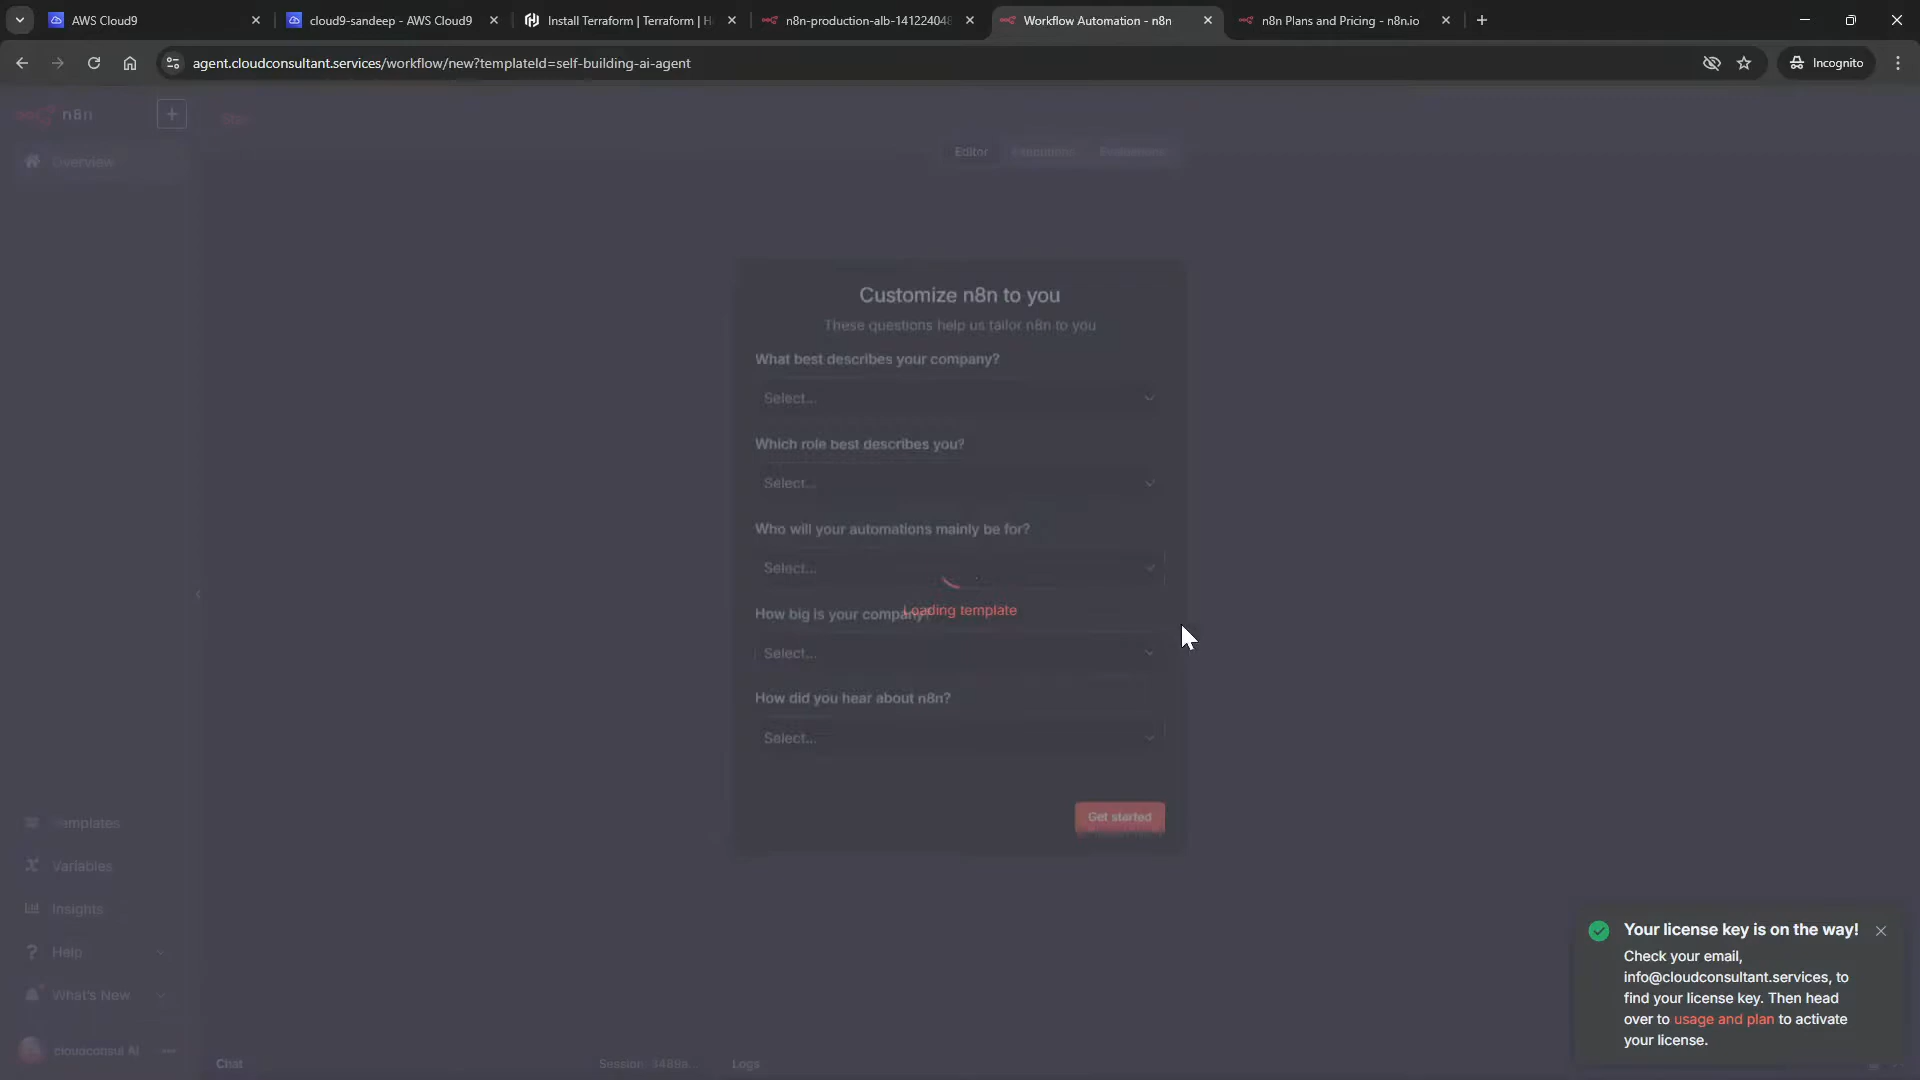 AWS Cloud9
cloud9-sandeep - AWS Cloud9
Install Terraform | Terraform | H
n8n-production-alb-141224048
Workflow Automation - n8n
n8n Plans and Pricing - n8n.io
agent.cloudconsultant.services/workflow/new?templateId=self-building-ai-agent
Incognito
n8n
Overview
Editor
Customize n8n to you
These questions help us tailor n8n to you
What best describes your company?
Select...
Which role best describes you?
Select...
Who will your automations mainly be for?
Select...
Loading template
How big is your company?
Select...
How did you hear about n8n?
Select...
Get started
Templates
Variables
Insights
Help
What's New
cloudconsul AI
Chat
Session
Logs
Your license key is on the way!
Check your email,
info@cloudconsultant.services, to
find your license key. Then head
over to usage and plan to activate
your license.